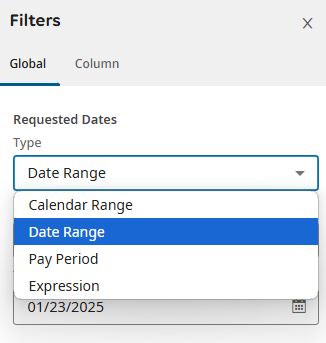 Filters
Global Column
Requested Dates
Type
Date Range
Calendar Range
Date Range
Pay Period
Expression
01/23/2025